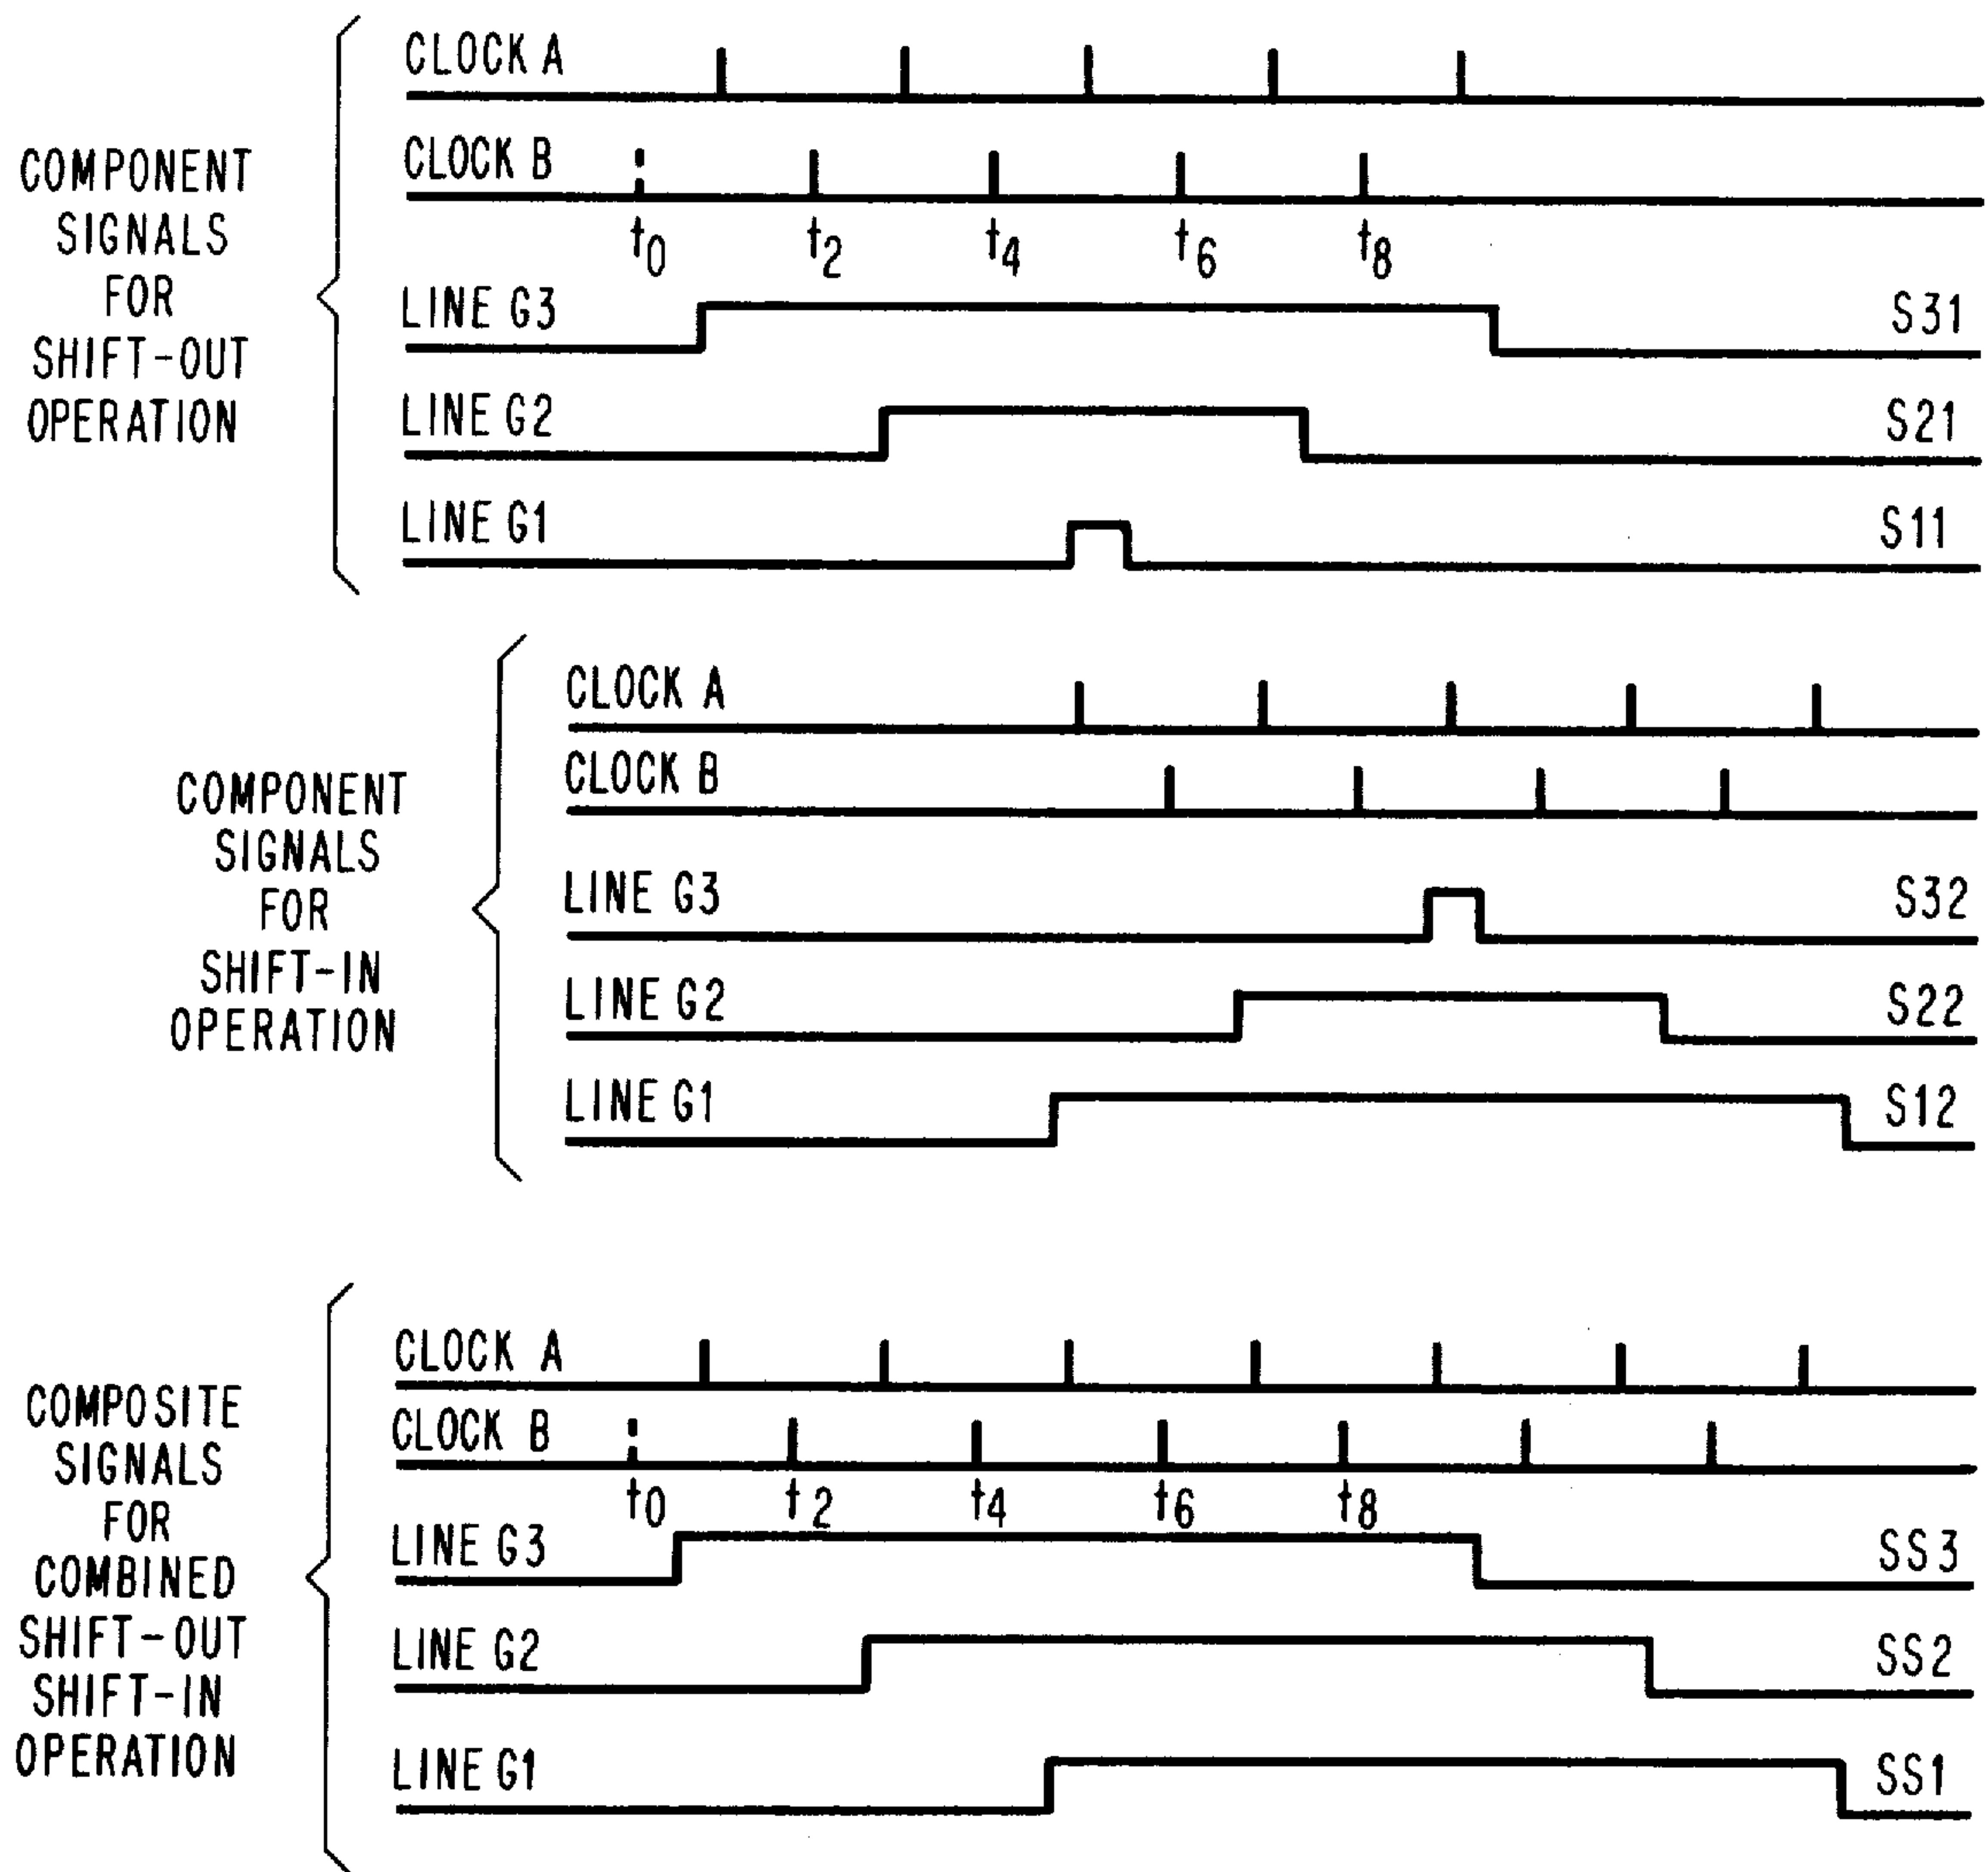 COMPONENT
SIGNALS
FOR
SHIFT-OUT
OPERATION
CLOCK A
CLOCK B
t0 t2 t4 t6 t8
LINE G3 S31
LINE G2 S21
LINE G1 S11
COMPONENT
SIGNALS
FOR
SHIFT-IN
OPERATION
CLOCK A
CLOCK B
LINE G3 S32
LINE G2 S22
LINE G1 S12
COMPOSITE
SIGNALS
FOR
COMBINED
SHIFT-OUT
SHIFT-IN
OPERATION
CLOCK A
CLOCK B
t0 t2 t4 t6 t8
LINE G3 SS3
LINE G2 SS2
LINE G1 SS1